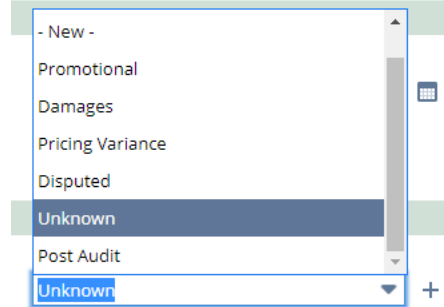 - New -
Promotional
Damages
Pricing Variance
Disputed
Unknown
Post Audit
Unknown